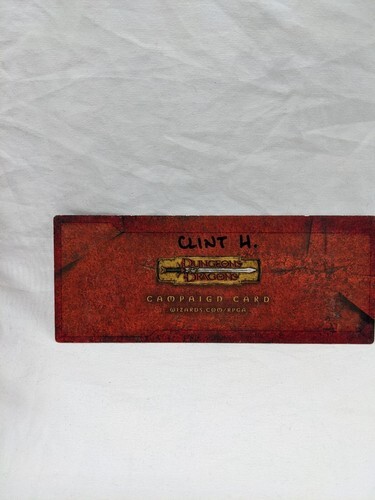 CLINT H.
DUNGEONS
& DRAGONS
CAMPAIGN CARD
WIZARDS.COM/RPGA